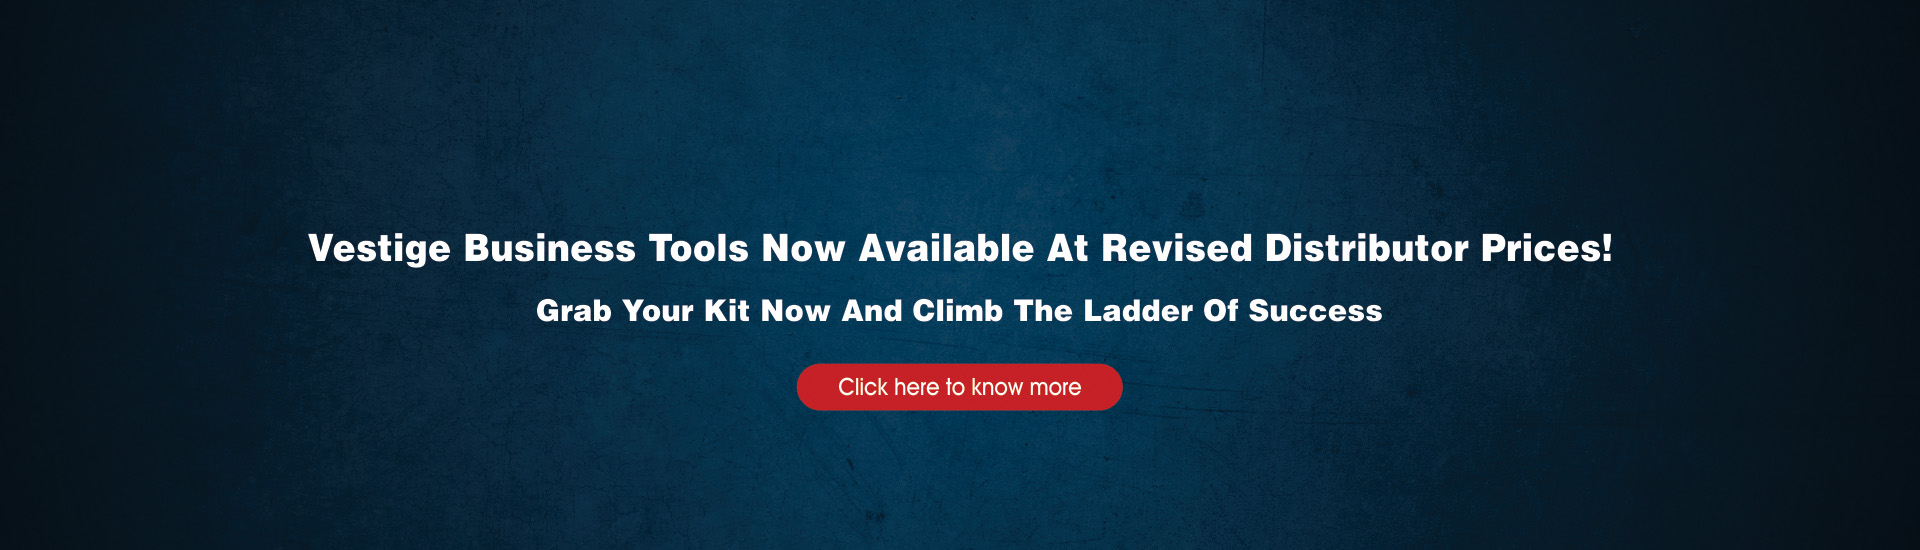 Vestige Business Tools Now Available At Revised Distributor Prices!
Grab Your Kit Now And Climb The Ladder Of Success
Click here to know more